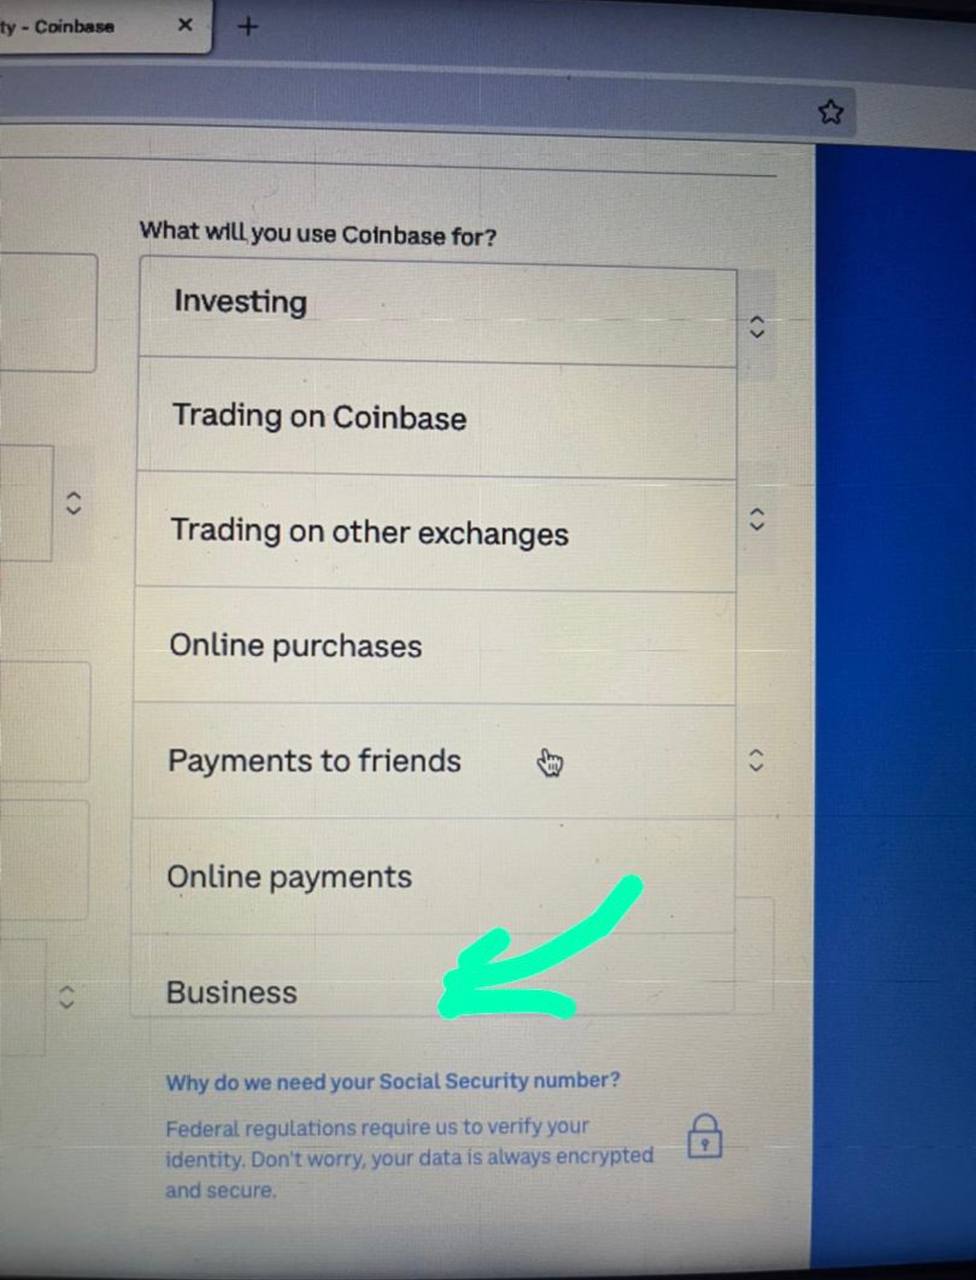 ty - Coinbase
What will you use Coinbase for?
Investing
Trading on Coinbase
Trading on other exchanges
Online purchases
Payments to friends
Online payments
Business
Why do we need your Social Security number?
Federal regulations require us to verify your
identity. Don't worry, your data is always encrypted
and secure.